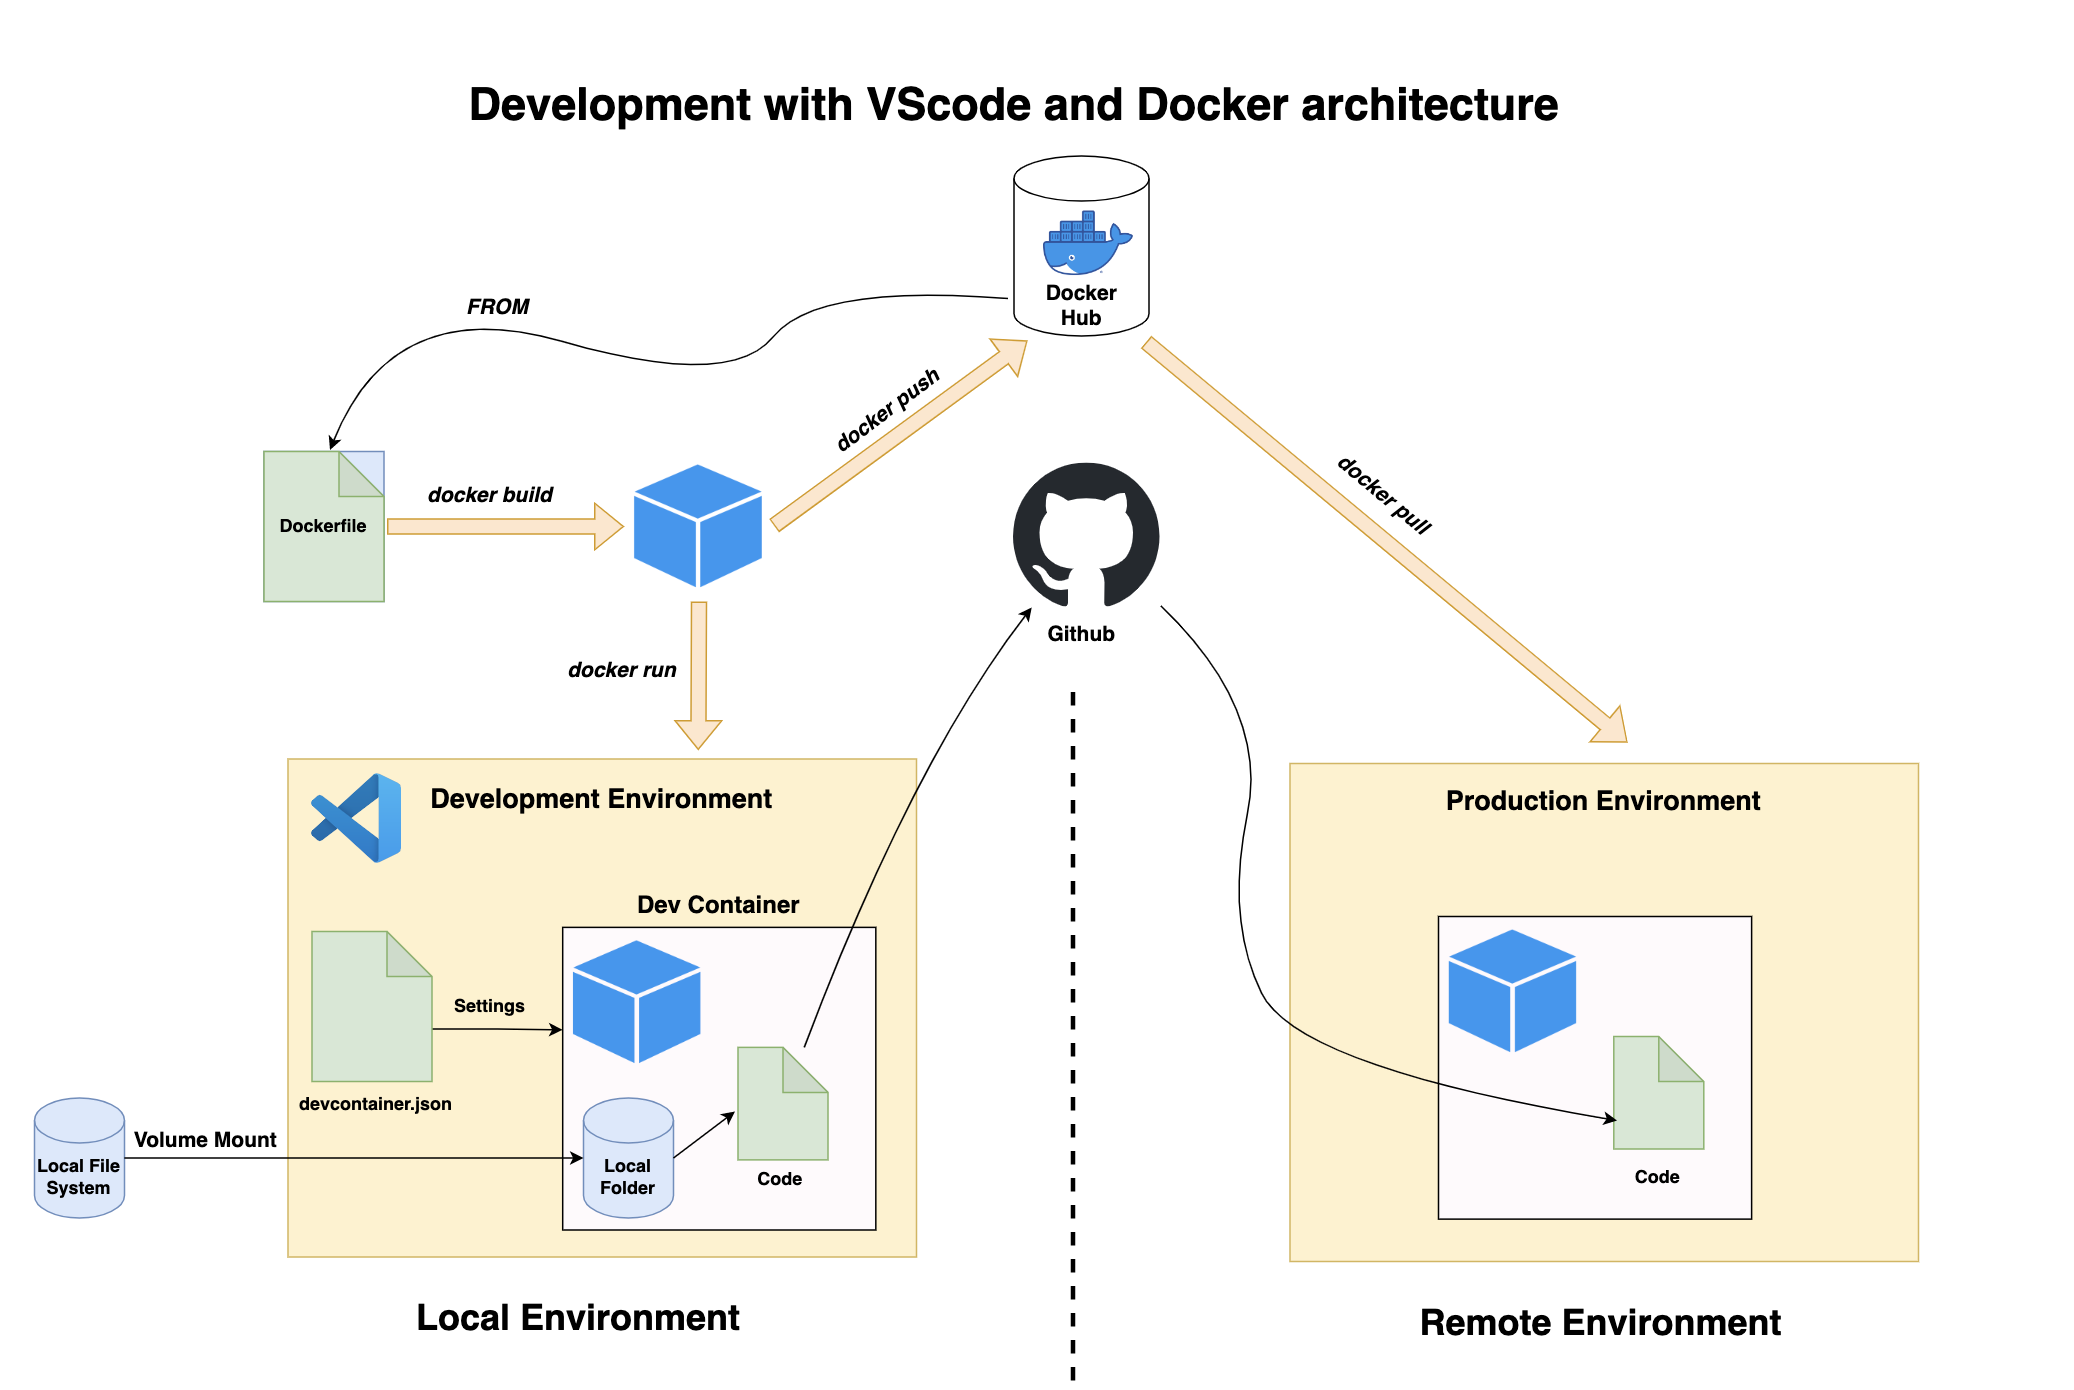 Development with VScode and Docker architecture
Docker
Hub
FROM
docker push
docker build
Dockerfile
docker pull
Github
docker run
Development Environment
Production Environment
Dev Container
Settings
devcontainer.json
Volume Mount
Local File
System
Local
Folder
Code
Code
Local Environment
Remote Environment